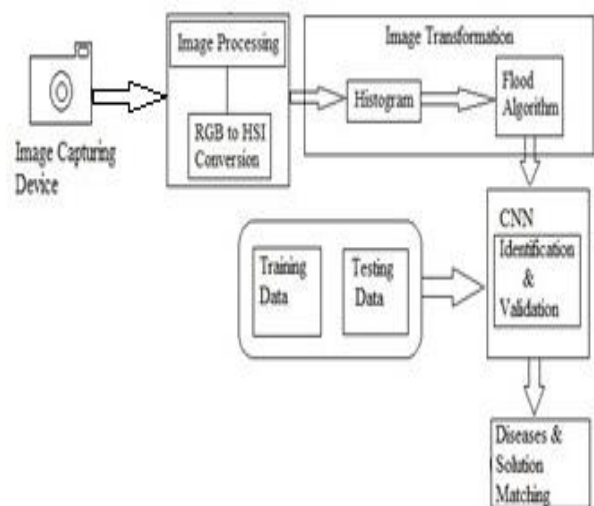 Image Capturing
Device
Image Processing
RGB to HSI
Conversion
Image Transformation
Histogram
Flood
Algorithm
Training
Data
Testing
Data
CNN
Identification
&
Validation
Diseases &
Solution
Matching